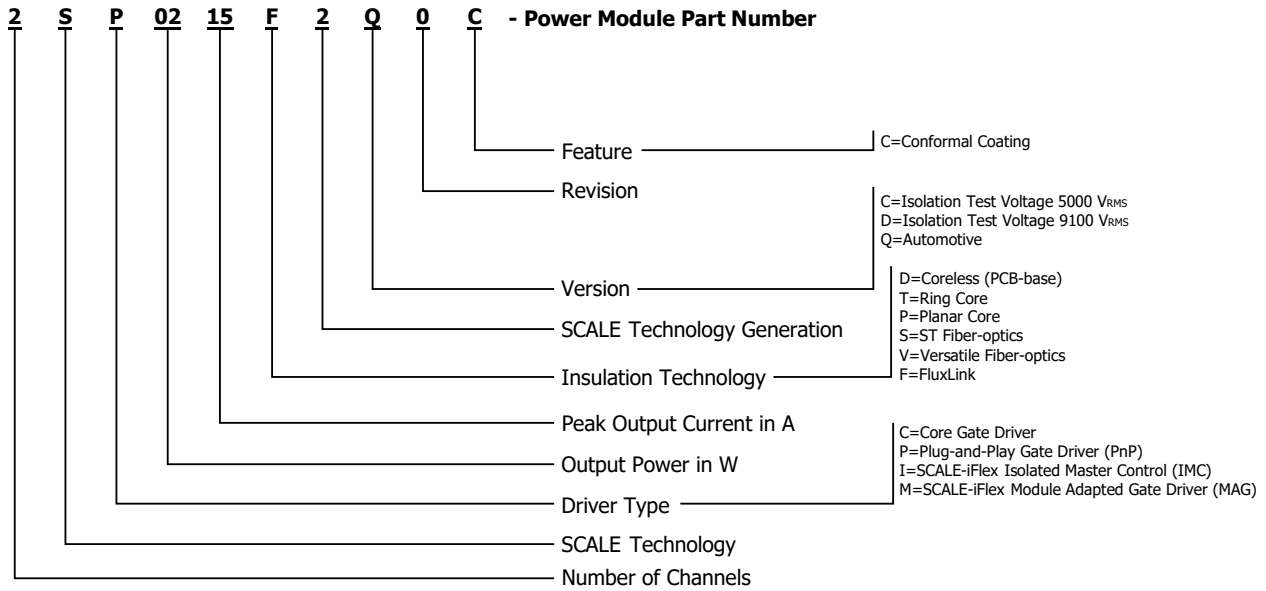 2 S P 02 15 F 2 Q 0 C - Power Module Part Number
Feature
C=Conformal Coating
Revision
Version
C=Isolation Test Voltage 5000 VRMS
D=Isolation Test Voltage 9100 VRMS
Q=Automotive
SCALE Technology Generation
Insulation Technology
D=Coreless (PCB-base)
T=Ring Core
P=Planar Core
S=ST Fiber-optics
V=Versatile Fiber-optics
F=FluxLink
Peak Output Current in A
Output Power in W
Driver Type
C=Core Gate Driver
P=Plug-and-Play Gate Driver (PnP)
I=SCALE-iFlex Isolated Master Control (IMC)
M=SCALE-iFlex Module Adapted Gate Driver (MAG)
SCALE Technology
Number of Channels